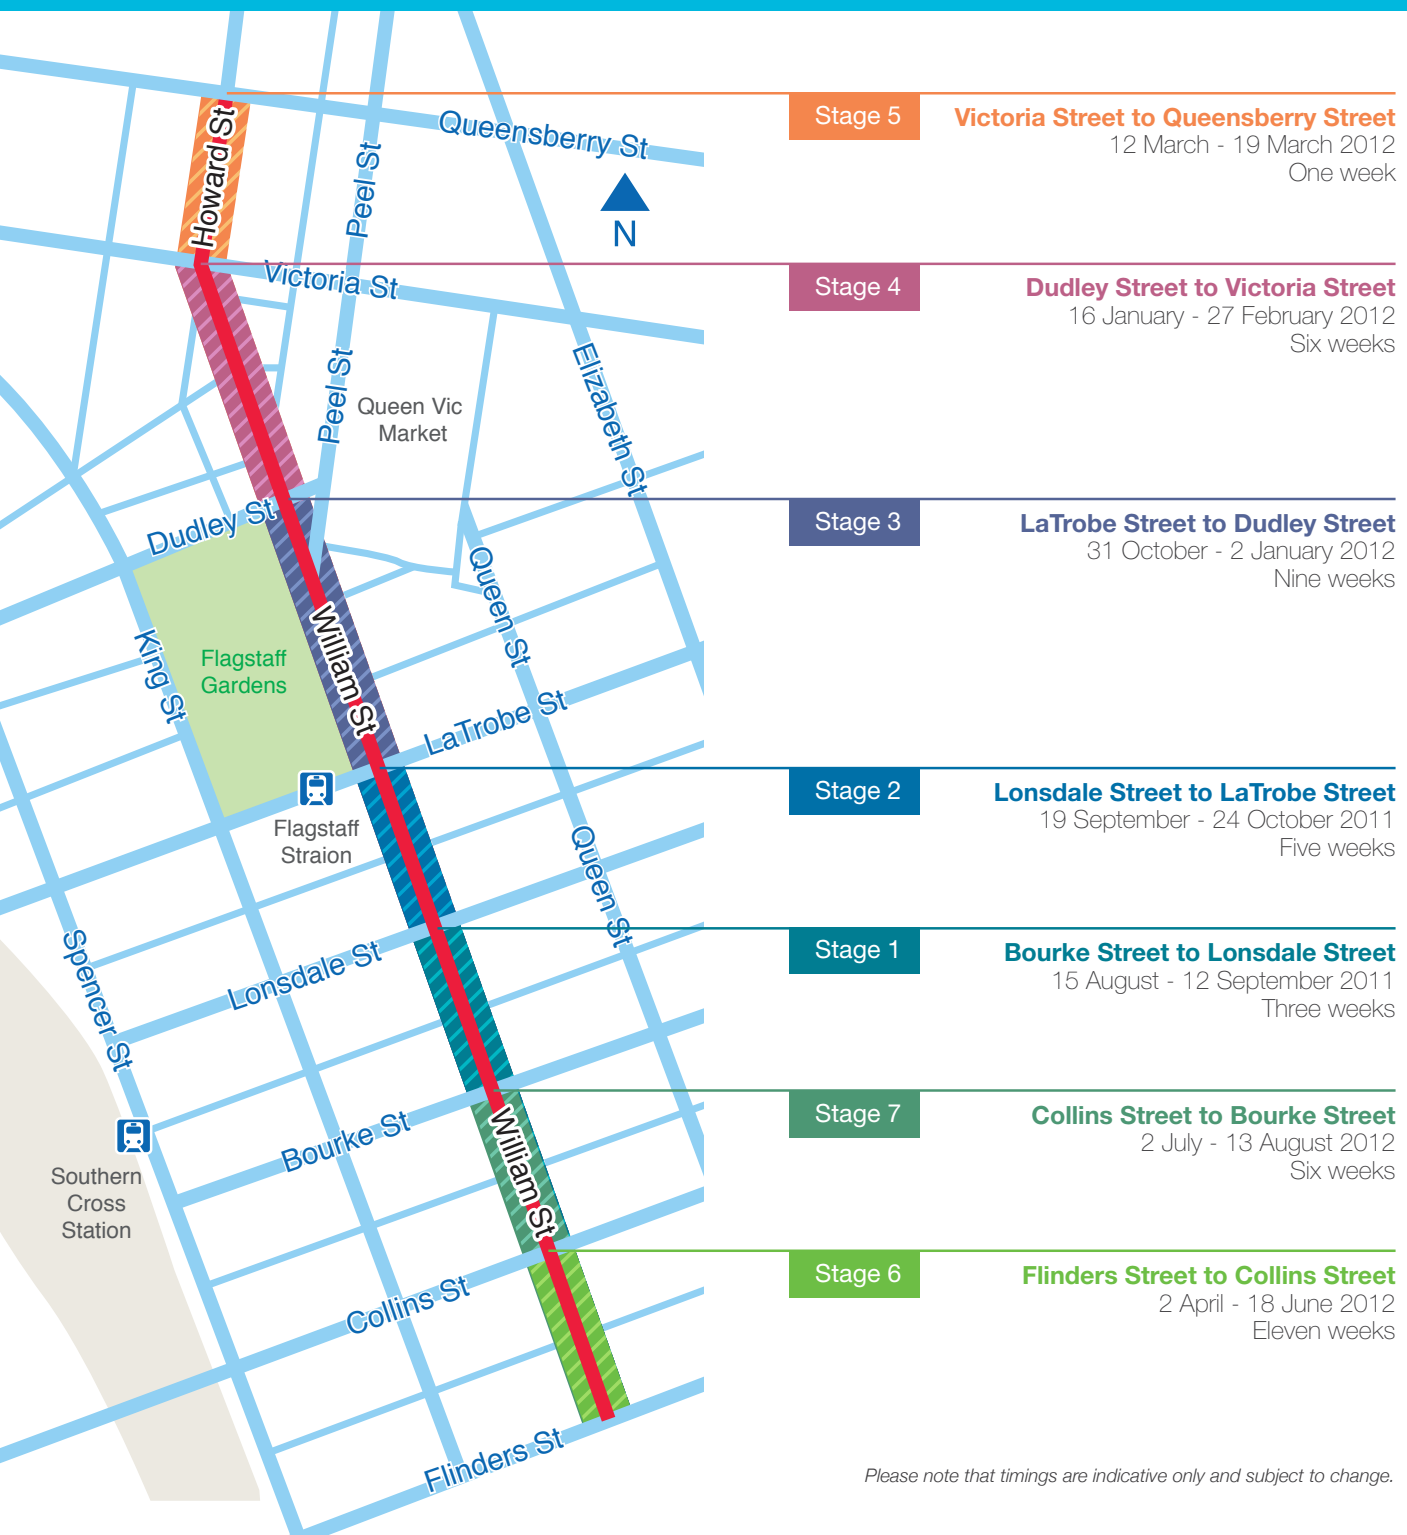 Howard St
Queensberry St
Peel St
N
Victoria St
Peel St
Queen Vic
Market
Elizabeth St
Dudley St
Queen St
King St
Flagstaff
Gardens
William St
LaTrobe St
Flagstaff
Straion
Queen St
Spencer St
Lonsdale St
Bourke St
William St
Southern
Cross
Station
Collins St
Flinders St
Stage 5
Victoria Street to Queensberry Street
12 March - 19 March 2012
One week
Stage 4
Dudley Street to Victoria Street
16 January - 27 February 2012
Six weeks
Stage 3
LaTrobe Street to Dudley Street
31 October - 2 January 2012
Nine weeks
Stage 2
Lonsdale Street to LaTrobe Street
19 September - 24 October 2011
Five weeks
Stage 1
Bourke Street to Lonsdale Street
15 August - 12 September 2011
Three weeks
Stage 7
Collins Street to Bourke Street
2 July - 13 August 2012
Six weeks
Stage 6
Flinders Street to Collins Street
2 April - 18 June 2012
Eleven weeks
Please note that timings are indicative only and subject to change.